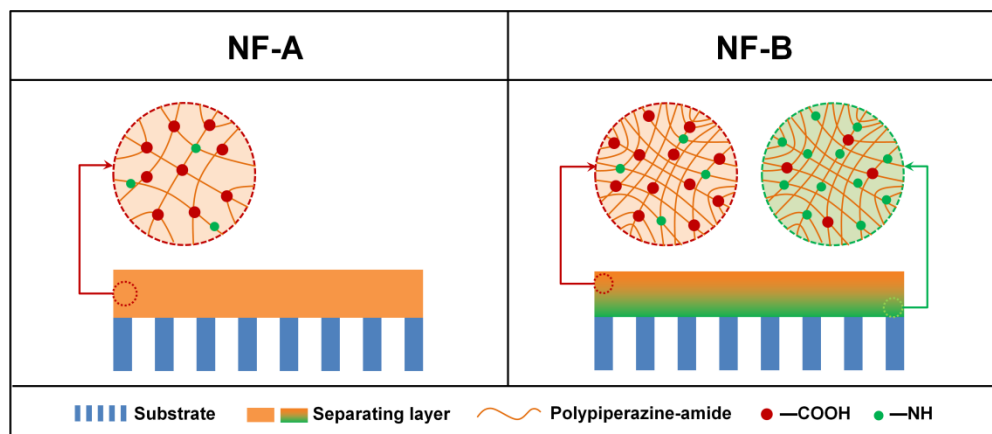 NF-A
NF-B
Substrate
Separating layer
Polypiperazine-amide
—COOH
—NH